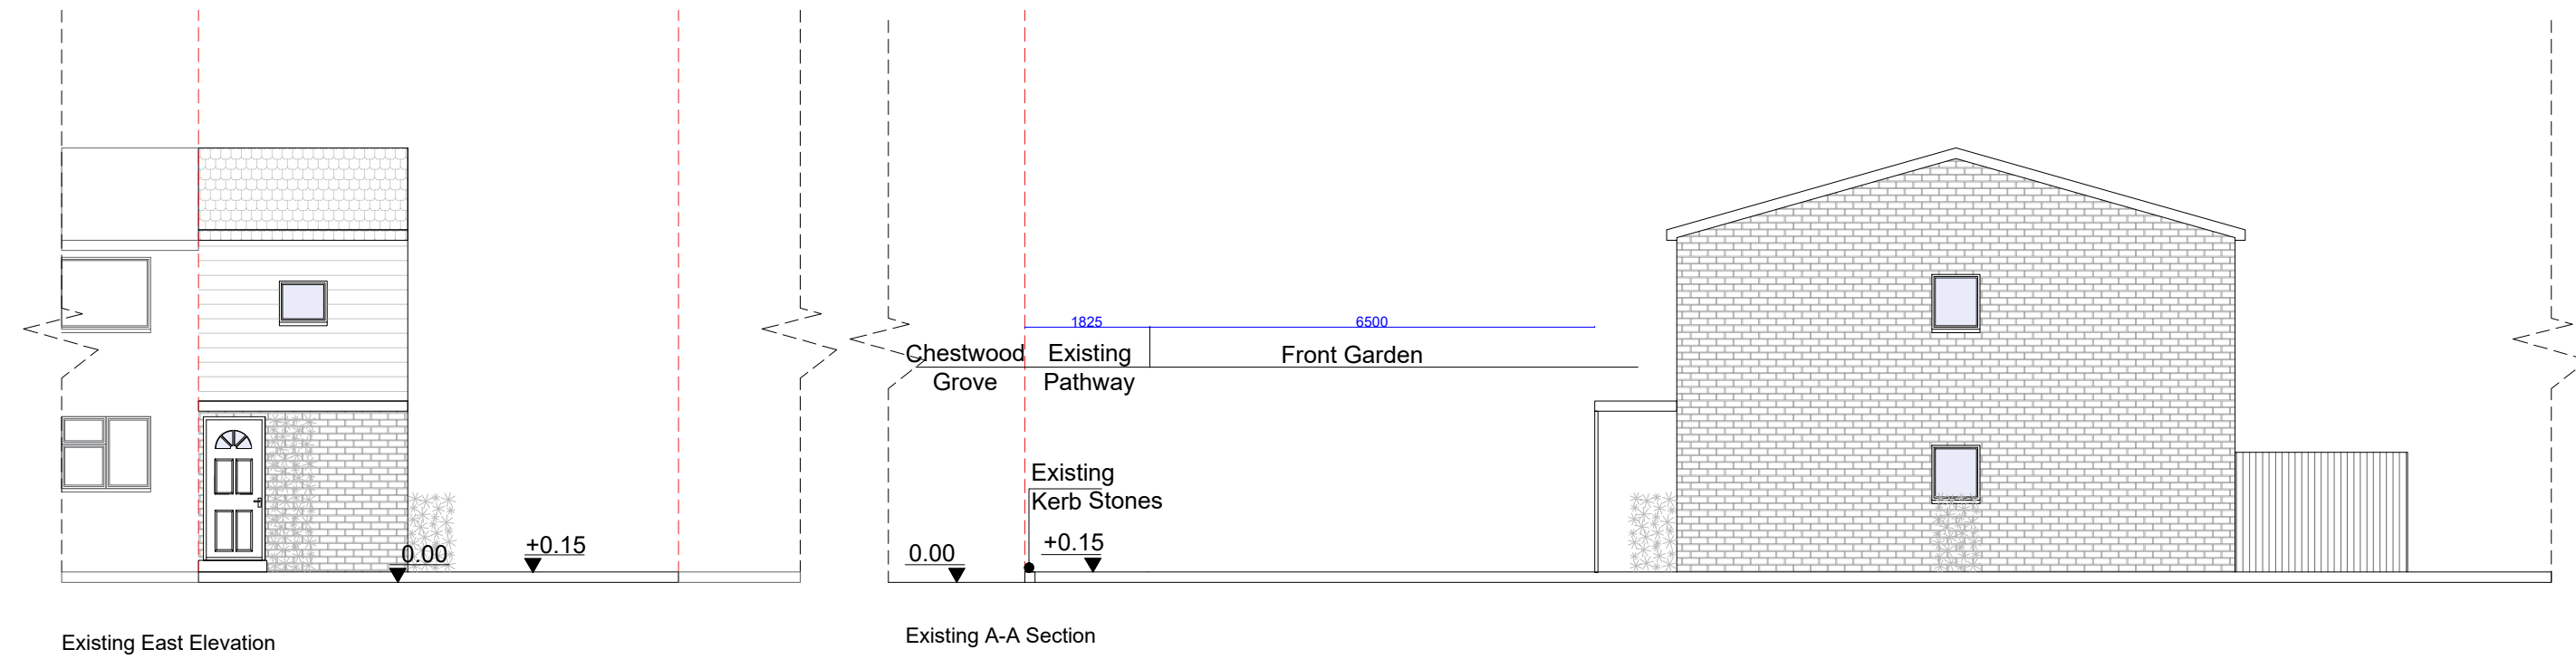 1825
6500
Chestwood
Grove
Existing
Pathway
Front Garden
Existing
Kerb Stones
0.00
+0.15
0.00
+0.15
Existing East Elevation
Existing A-A Section